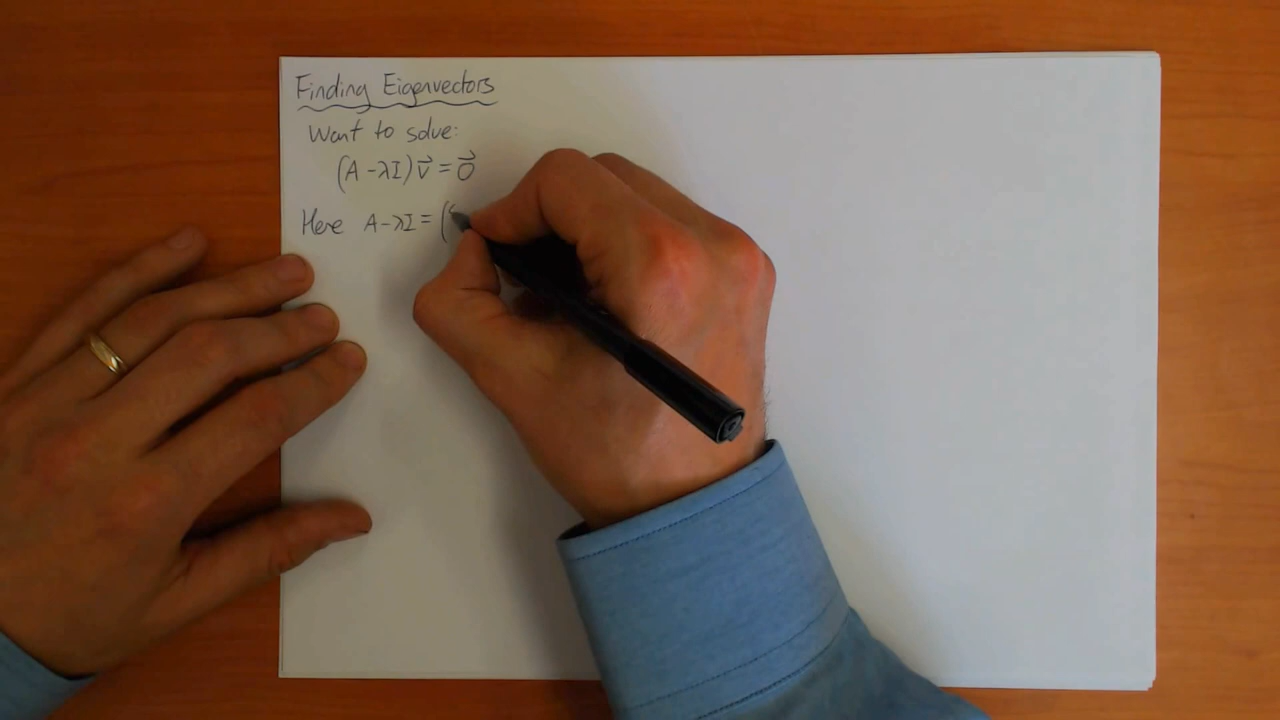 Finding Eigenvectors
Want to solve:
(A - λI)v⃗ = 0⃗
Here A - λI = (